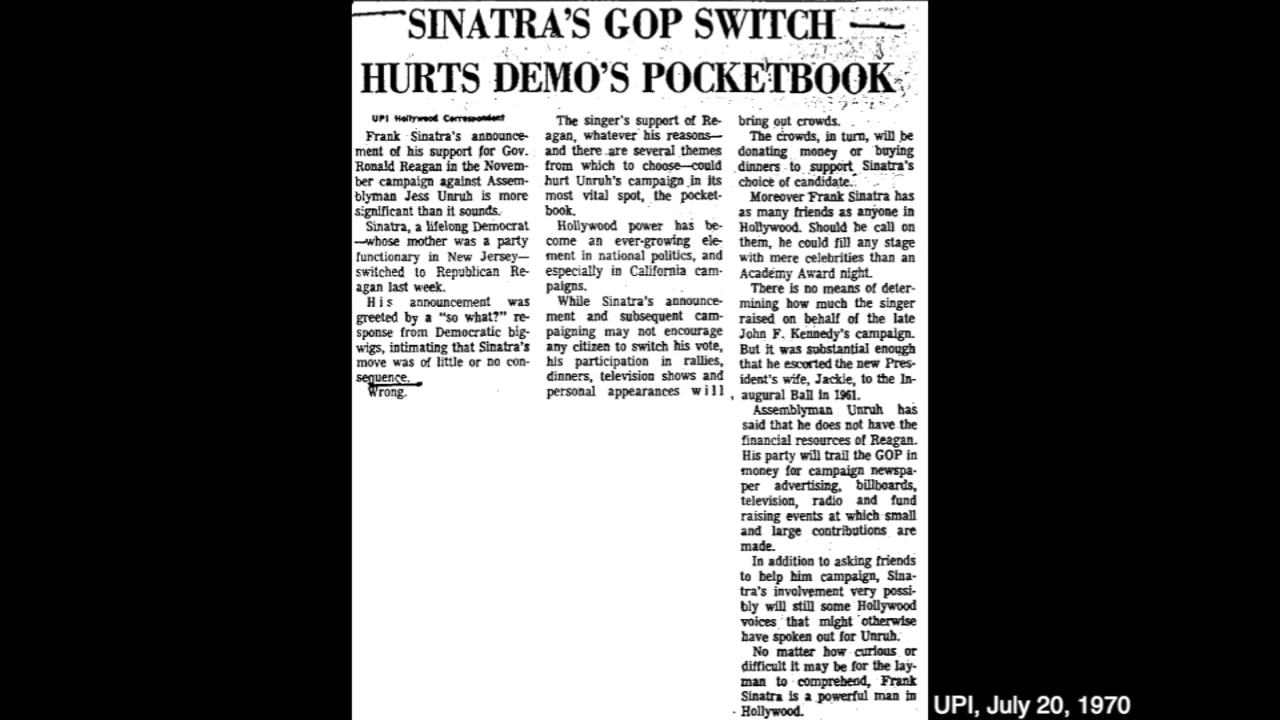 SINATRA'S GOP SWITCH
HURTS DEMO'S POCKETBOOK
UPI Hollywood Correspondent
Frank Sinatra's announce-
ment of his support for Gov.
Ronald Reagan in the Novem-
ber campaign against Assem-
blyman Jess Unruh is more
significant than it sounds.
Sinatra, a lifelong Democrat
—whose mother was a party
functionary in New Jersey—
switched to Republican Re-
agan last week.
His announcement was
greeted by a "so what?" re-
sponse from Democratic big-
wigs, intimating that Sinatra's
move was of little or no con-
sequence.
Wrong.
The singer's support of Re-
agan, whatever his reasons—
and there are several themes
from which to choose—could
hurt Unruh's campaign in its
most vital spot, the pocket-
book.
Hollywood power has be-
come an ever-growing ele-
ment in national politics, and
especially in California cam-
paigns.
While Sinatra's announce-
ment and subsequent cam-
paigning may not encourage
any citizen to switch his vote,
his participation in rallies,
dinners, television shows and
personal appearances will
bring out crowds.
The crowds, in turn, will be
donating money or buying
dinners to support Sinatra's
choice of candidate.
Moreover Frank Sinatra has
as many friends as anyone in
Hollywood. Should he call on
them, he could fill any stage
with mere celebrities than an
Academy Award night.
There is no means of deter-
mining how much the singer
raised on behalf of the late
John F. Kennedy's campaign.
But it was substantial enough
that he escorted the new Pres-
ident's wife, Jackie, to the In-
augural Ball in 1961.
Assemblyman Unruh has
said that he does not have the
financial resources of Reagan.
His party will trail the GOP in
money for campaign newspa-
per advertising, billboards,
television, radio and fund
raising events at which small
and large contributions are
made.
In addition to asking friends
to help him campaign, Sina-
tra's involvement very possi-
bly will still some Hollywood
voices that might otherwise
have spoken out for Unruh.
No matter how curious or
difficult it may be for the lay-
man to comprehend, Frank
Sinatra is a powerful man in
Hollywood.
UPI, July 20, 1970